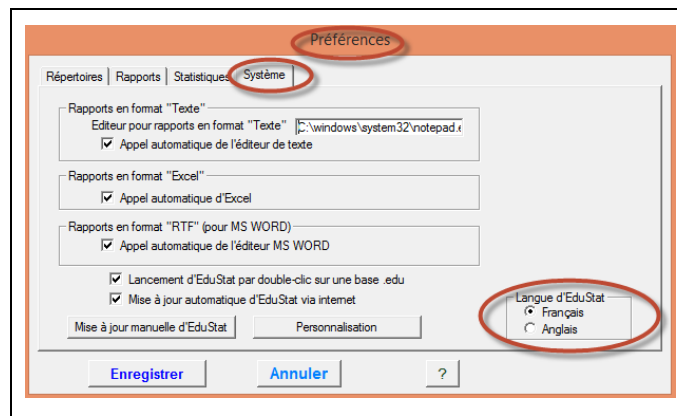 Préférences
Répertoires Rapports Statistiques Système
Rapports en format "Texte"
Editeur pour rapports en format "Texte" C:\windows\system32\notepad.e
Appel automatique de l'éditeur de texte
Rapports en format "Excel"
Appel automatique d'Excel
Rapports en format "RTF" (pour MS WORD)
Appel automatique de l'éditeur MS WORD
Lancement d'EduStat par double-clic sur une base .edu
Mise à jour automatique d'EduStat via internet
Langue d'EduStat
Français
Anglais
Mise à jour manuelle d'EduStat Personnalisation
Enregistrer Annuler ?